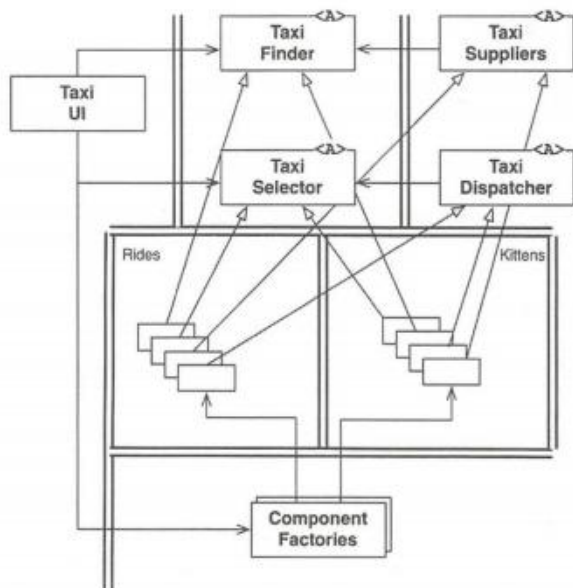 <A>
Taxi
Finder
<A>
Taxi
Suppliers
Taxi
UI
<A>
Taxi
Selector
<A>
Taxi
Dispatcher
Rides
Kittens
Component
Factories